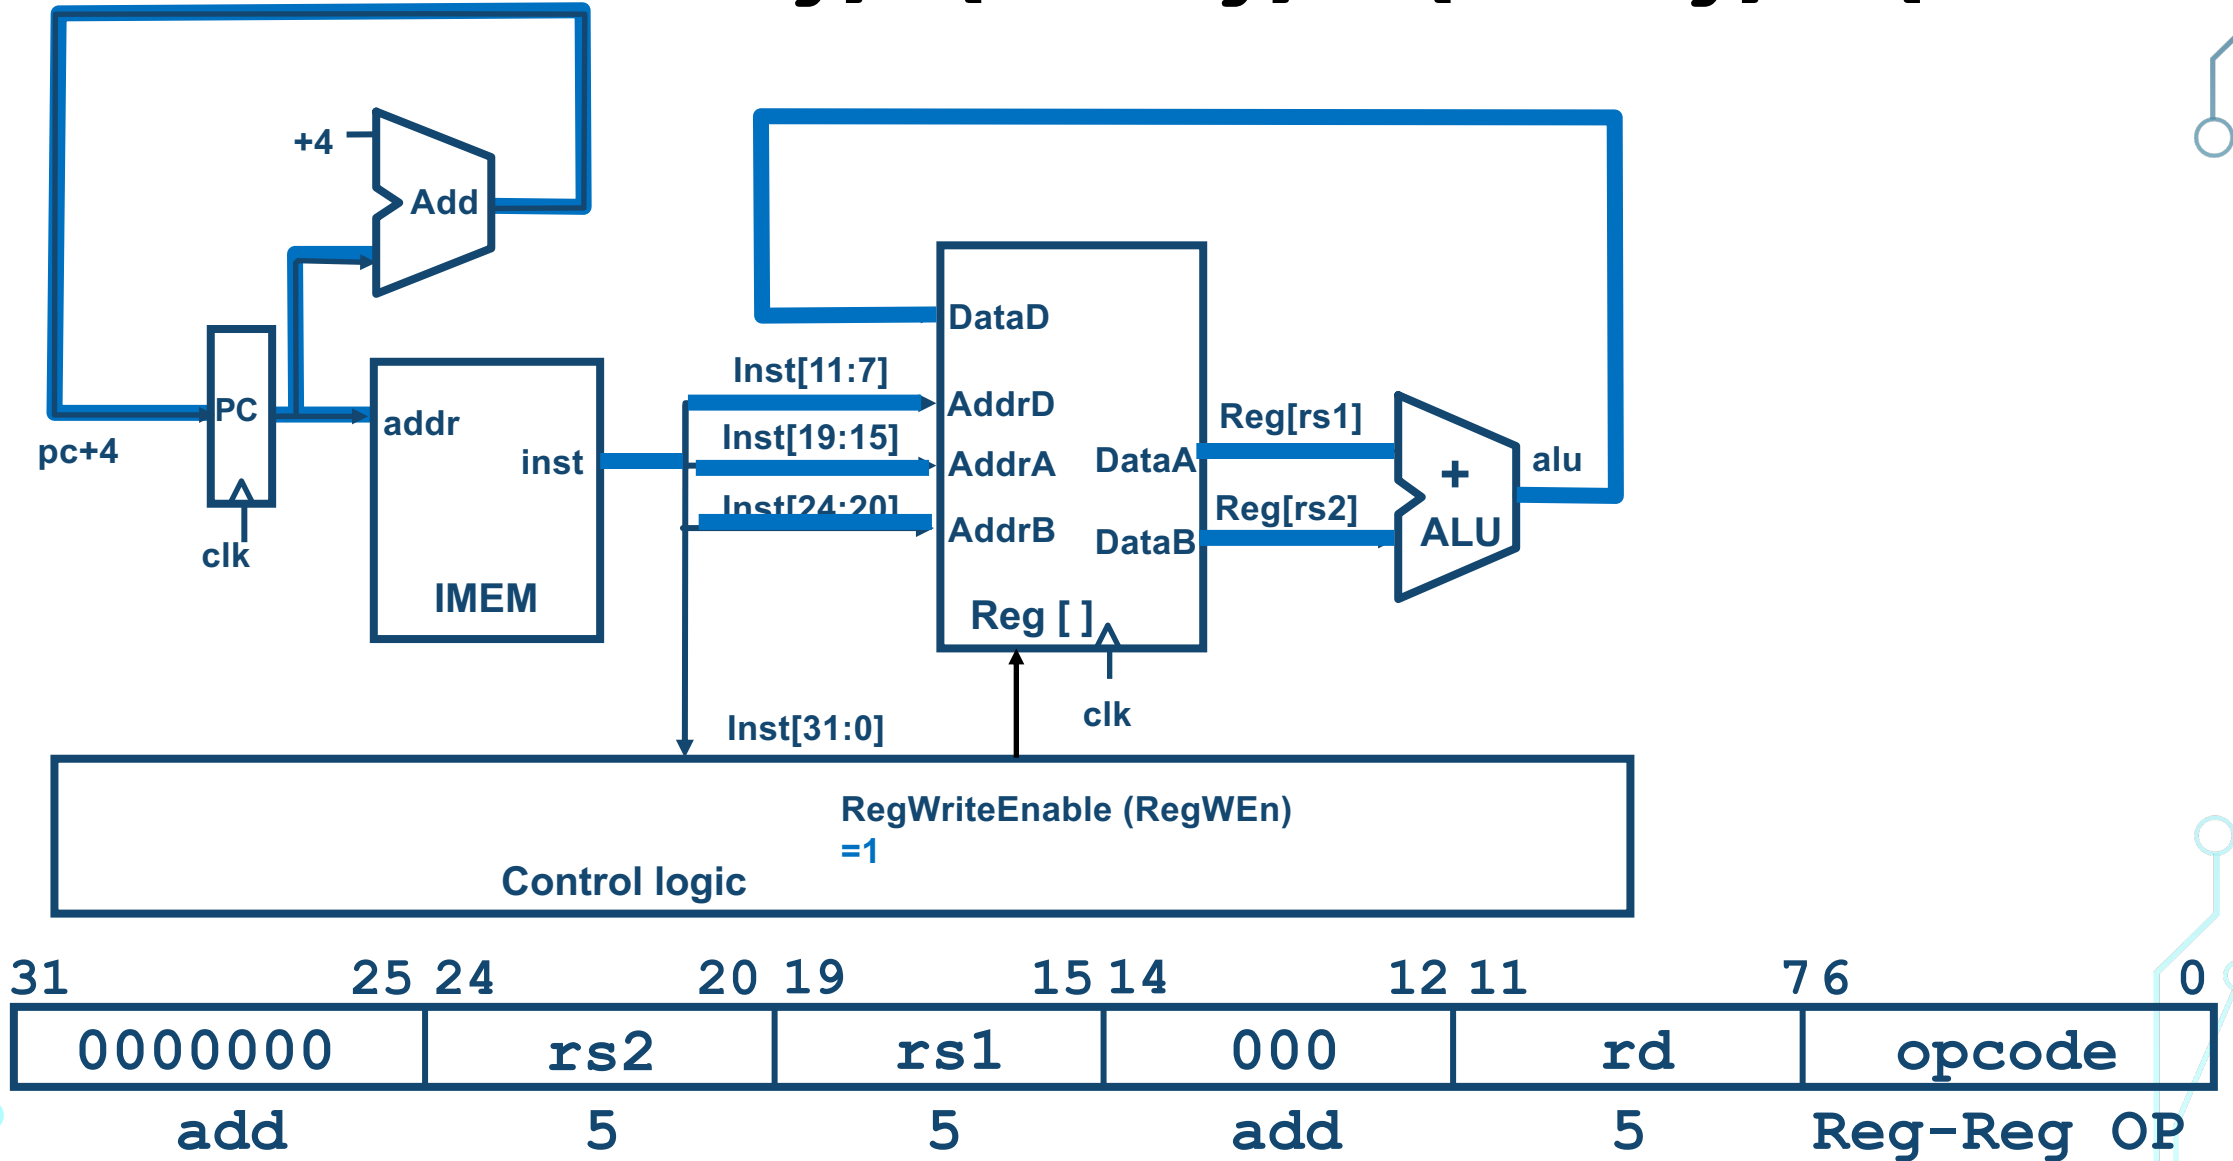 +4
Add
DataD
Inst[11:7]
PC
addr
AddrD
Reg[rs1]
Inst[19:15]
pc+4
inst
AddrA
DataA
+
alu
Inst[24:20]
Reg[rs2]
AddrB
DataB
ALU
clk
IMEM
Reg [ ]
Inst[31:0]
clk
RegWriteEnable (RegWEn)
=1
Control logic
31 25 24 20 19 15 14 12 11 7 6 0
0000000 rs2 rs1 000 rd opcode
add 5 5 add 5 Reg-Reg OP